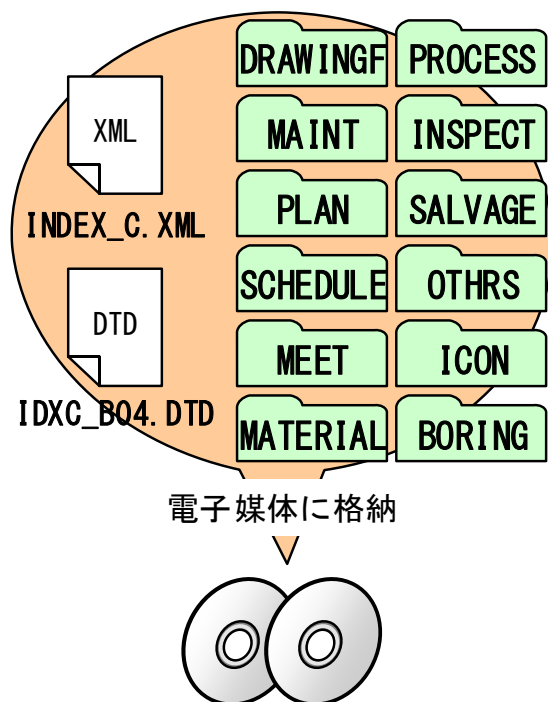 DRAWINGF
PROCESS
XML
MAINT
INSPECT
INDEX_C.XML
PLAN
SALVAGE
SCHEDULE
OTHRS
DTD
MEET
ICON
IDXC_B04.DTD
MATERIAL
BORING
電子媒体に格納